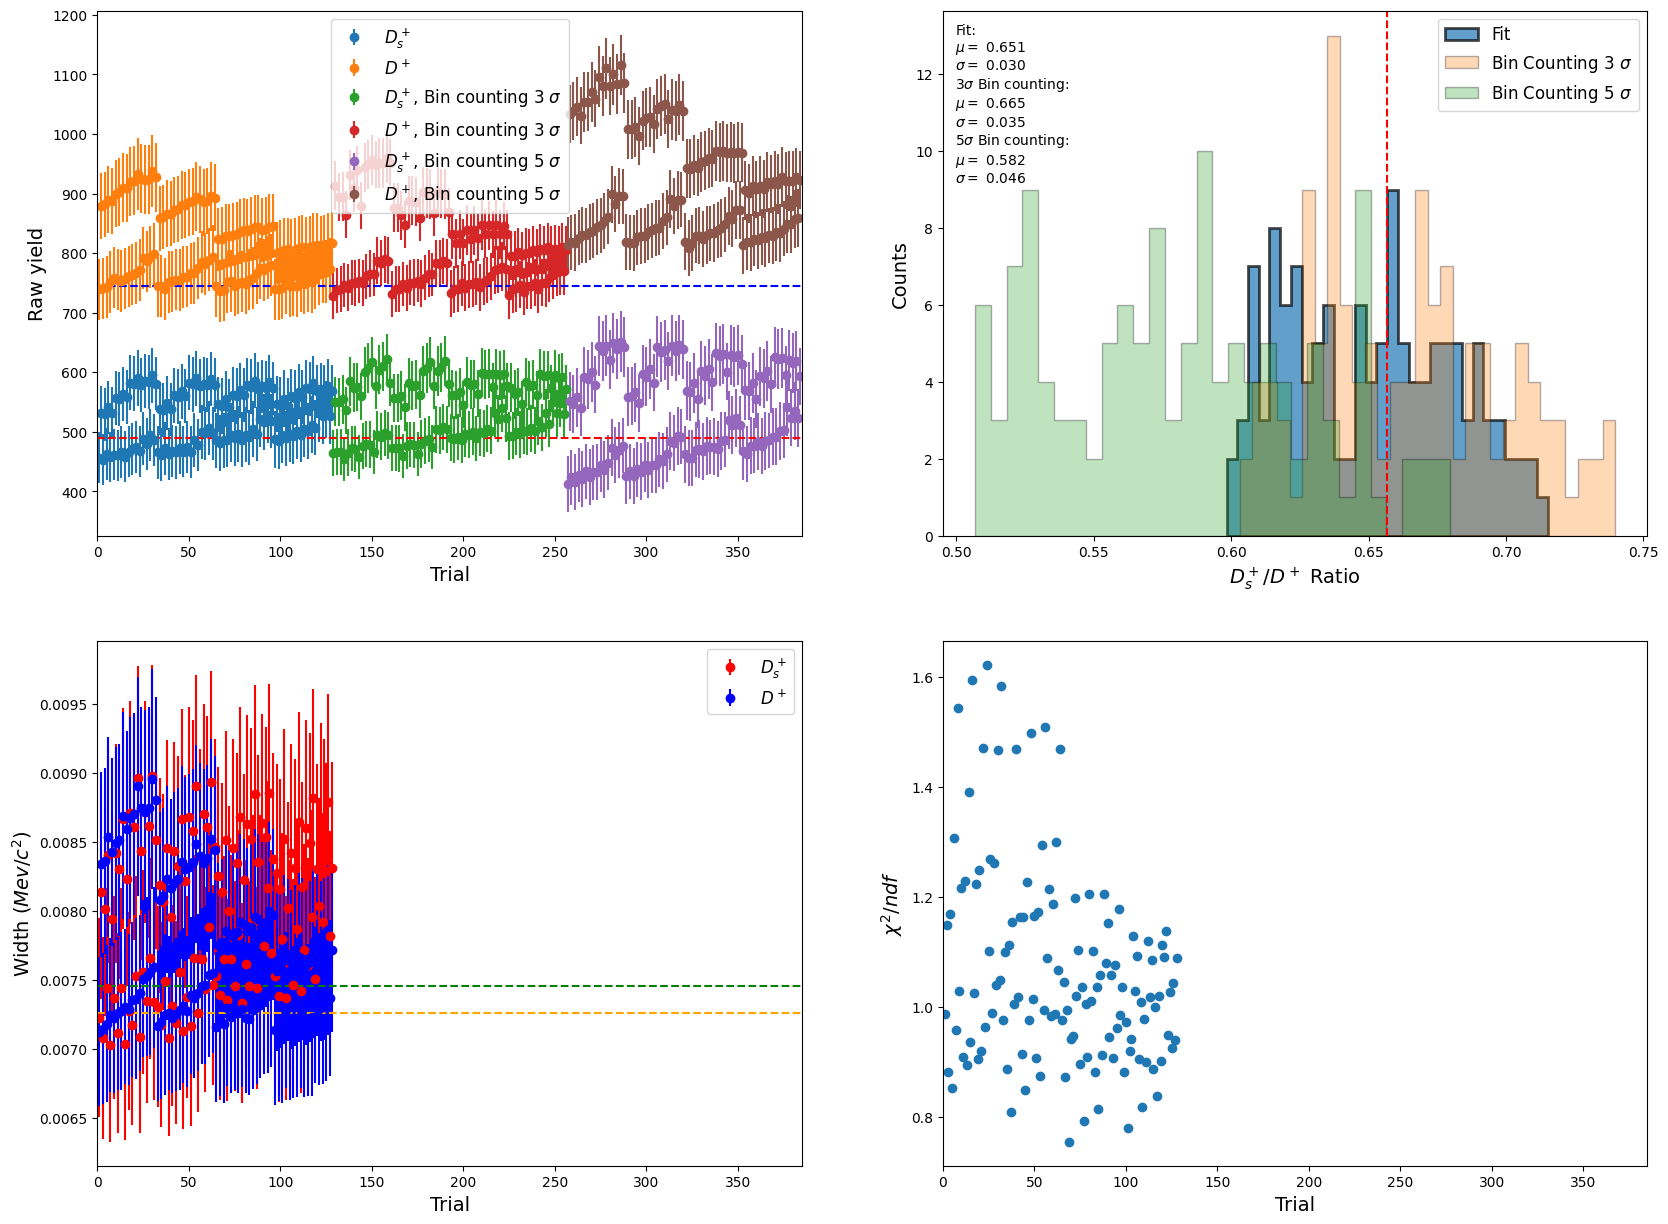 1200
1100
1000
900
800
700
600
500
400
0
50
100
150
200
250
300
350
Raw yield
Trial
$D_s^+$
$D^+$
$D_s^+$, Bin counting 3 σ
$D^+$, Bin counting 3 σ
$D_s^+$, Bin counting 5 σ
$D^+$, Bin counting 5 σ
Fit:
μ = 0.651
σ = 0.030
3σ Bin counting:
μ = 0.665
σ = 0.035
5σ Bin counting:
μ = 0.582
σ = 0.046
Fit
Bin Counting 3 σ
Bin Counting 5 σ
12
10
8
6
4
2
0
0.50
0.55
0.60
0.65
0.70
0.75
Counts
$D_s^+/D^+$ Ratio
0.0095
0.0090
0.0085
0.0080
0.0075
0.0070
0.0065
0
50
100
150
200
250
300
350
Width ($Mev/c^2$)
Trial
$D_s^+$
$D^+$
1.6
1.4
1.2
1.0
0.8
0
50
100
150
200
250
300
350
$χ^2/ndf$
Trial